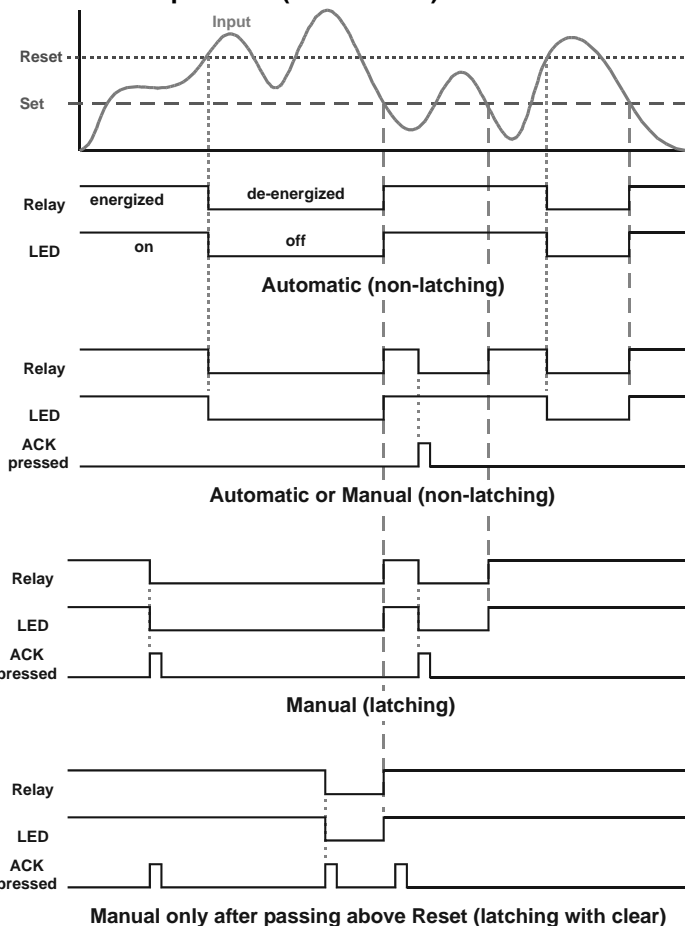 Input
Reset
Set
Relay energized de-energized
LED on off
Automatic (non-latching)
Relay
LED
ACK
pressed
Automatic or Manual (non-latching)
Relay
LED
ACK
pressed
Manual (latching)
Relay
LED
ACK
pressed
Manual only after passing above Reset (latching with clear)